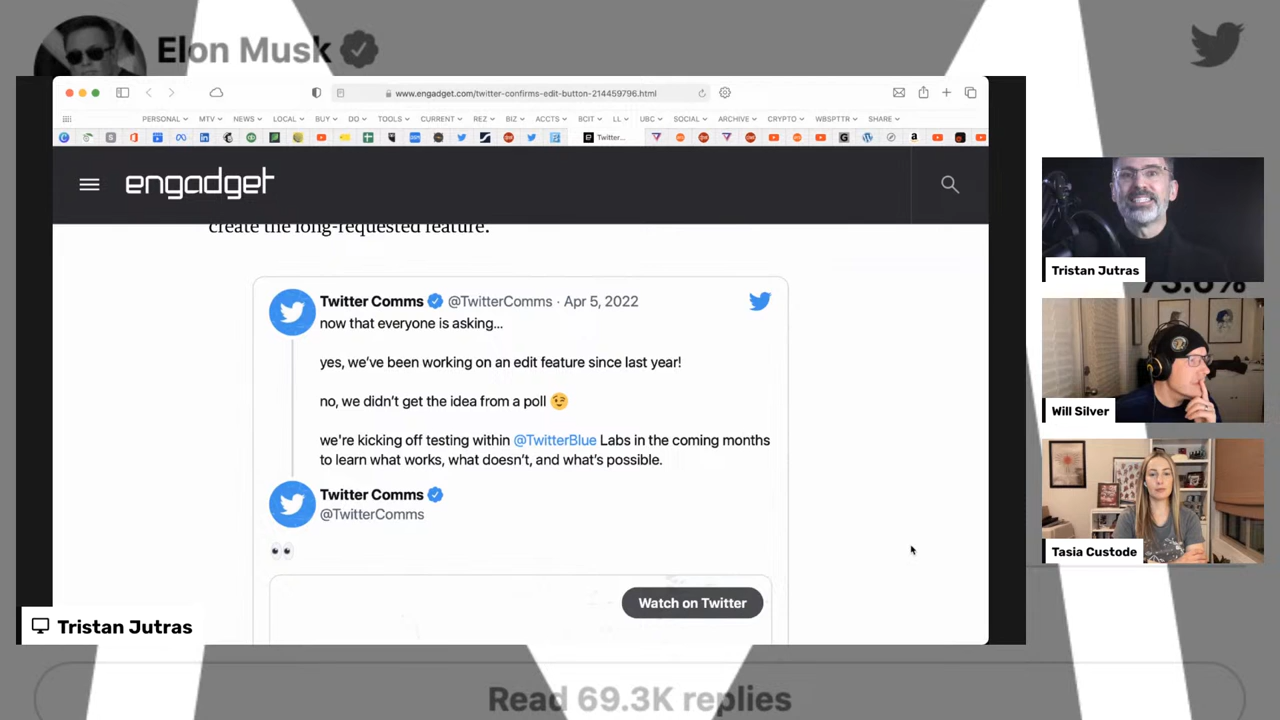 Elon Musk
www.engadget.com/twitter-confirms-edit-button-214459796.html
PERSONAL MTV NEWS LOCAL BUY DO TOOLS CURRENT REZ BIZ ACCTS BCIT LL UBC SOCIAL ARCHIVE CRYPTO WBSPTTR SHARE
Twitter...
engadget
create the long-requested feature.
Twitter Comms @TwitterComms · Apr 5, 2022
now that everyone is asking...
yes, we've been working on an edit feature since last year!
no, we didn't get the idea from a poll 😉
we're kicking off testing within @TwitterBlue Labs in the coming months
to learn what works, what doesn't, and what's possible.
Twitter Comms
@TwitterComms
👀
Watch on Twitter
Tristan Jutras
Tristan Jutras
73.6%
Will Silver
Tasia Custode
Read 69.3K replies